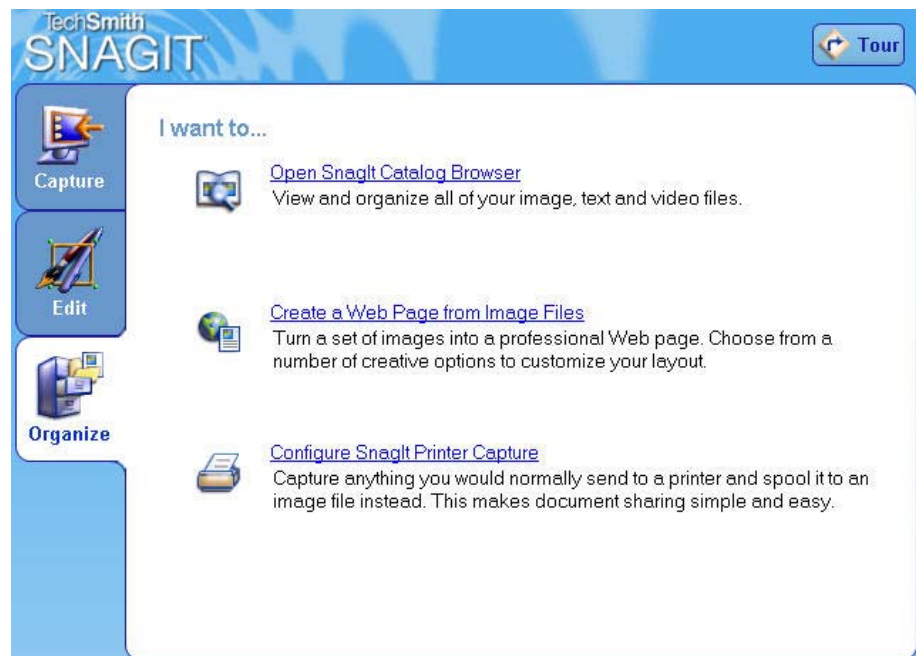 TechSmith
SNAGIT
Tour
Capture
Edit
Organize
I want to...
Open SnagIt Catalog Browser
View and organize all of your image, text and video files.
Create a Web Page from Image Files
Turn a set of images into a professional Web page. Choose from a
number of creative options to customize your layout.
Configure SnagIt Printer Capture
Capture anything you would normally send to a printer and spool it to an
image file instead. This makes document sharing simple and easy.